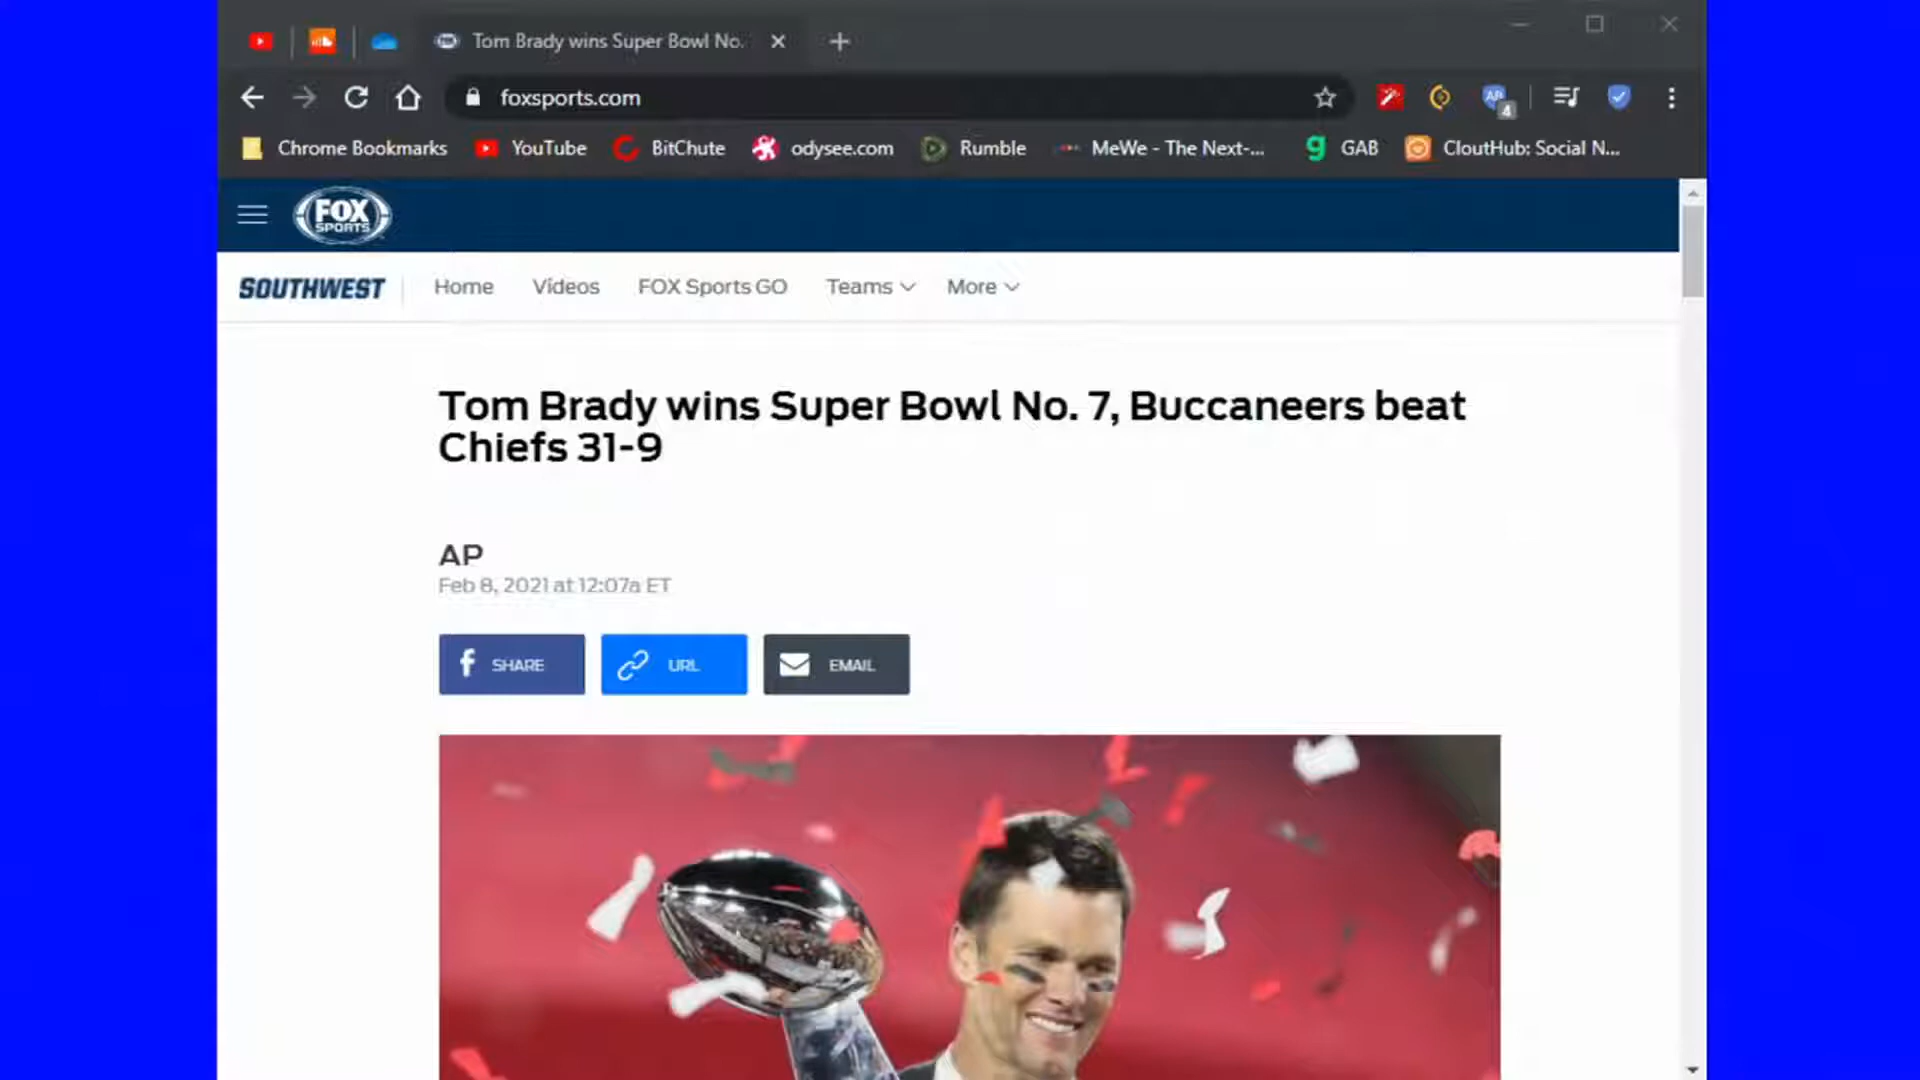 Tom Brady wins Super Bowl No.
foxsports.com
AP
4
Chrome Bookmarks YouTube BitChute odysee.com Rumble MeWe - The Next-... GAB CloutHub: Social N...
FOX
SPORTS
SOUTHWEST Home Videos FOX Sports GO Teams More
Tom Brady wins Super Bowl No. 7, Buccaneers beat
Chiefs 31-9
AP
Feb 8, 2021 at 12:07a ET
SHARE URL EMAIL